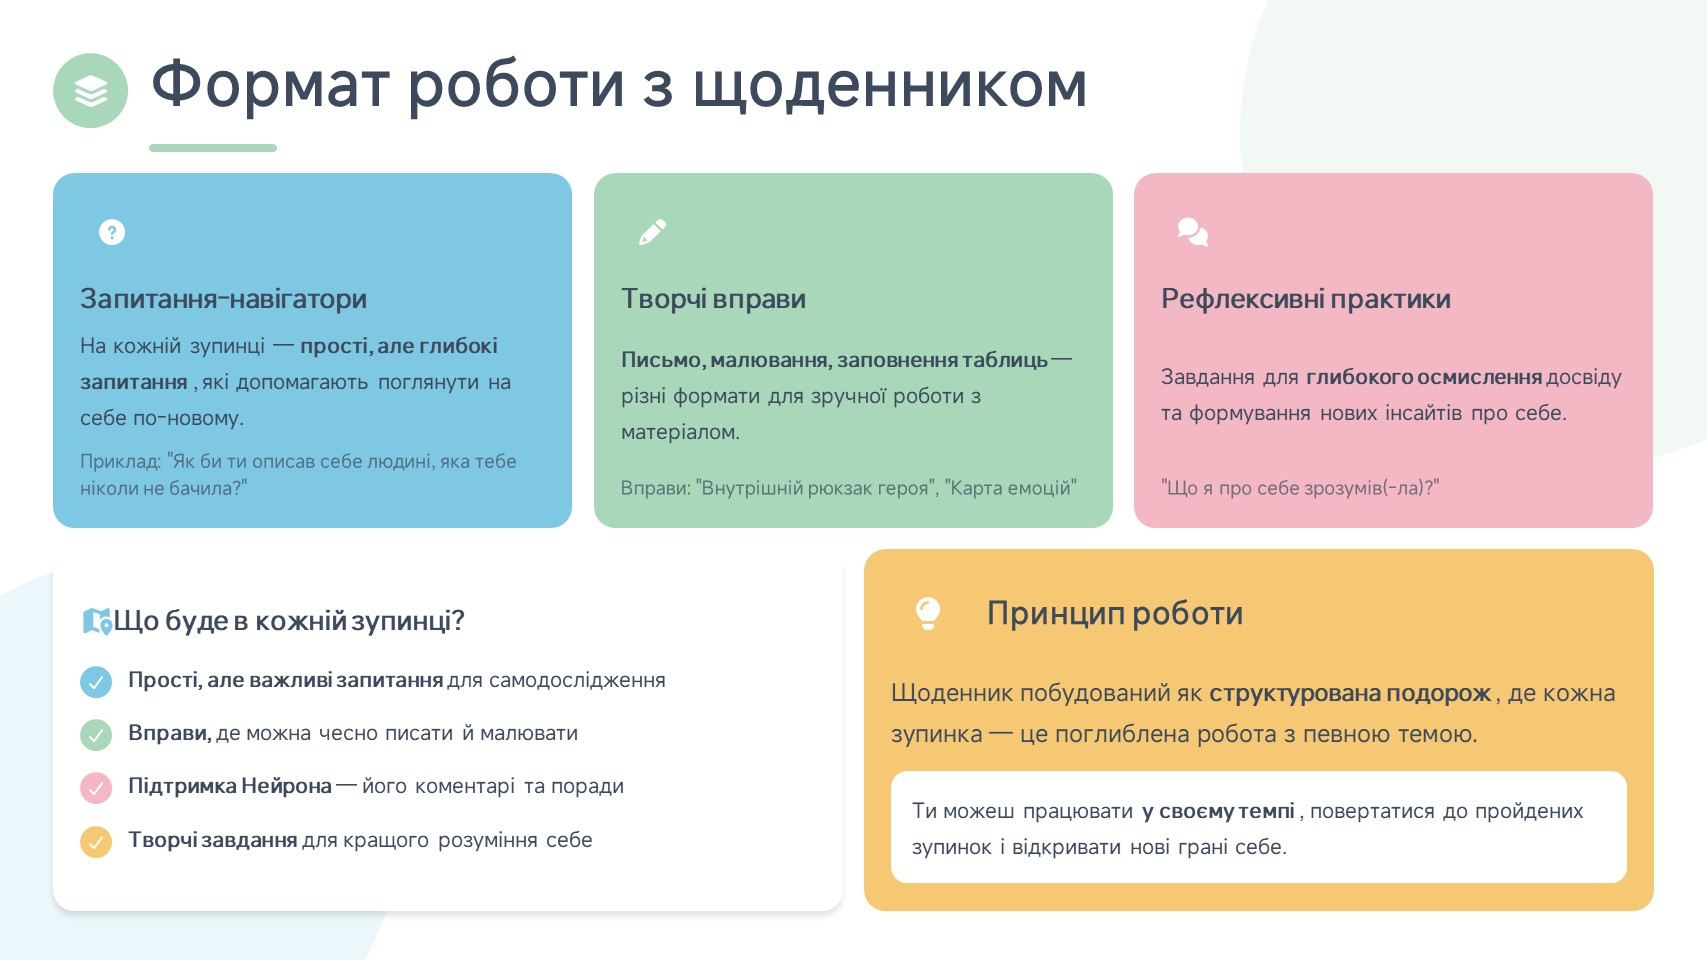 Формат роботи з щоденником
Запитання-навігатори
На кожній зупинці — прості, але глибокі
запитання , які допомагають поглянути на
себе по-новому.
Приклад: "Як би ти описав себе людині, яка тебе
ніколи не бачила?"
Творчі вправи
Письмо, малювання, заповнення таблиць —
різні формати для зручної роботи з
матеріалом.
Вправи: "Внутрішній рюкзак героя", "Карта емоцій"
Рефлексивні практики
Завдання для глибокого осмислення досвіду
та формування нових інсайтів про себе.
"Що я про себе зрозумів(-ла)?"
Що буде в кожній зупинці?
Прості, але важливі запитання для самодослідження
Вправи, де можна чесно писати й малювати
Підтримка Нейрона — його коментарі та поради
Творчі завдання для кращого розуміння себе
Принцип роботи
Щоденник побудований як структурована подорож , де кожна
зупинка — це поглиблена робота з певною темою.
Ти можеш працювати у своєму темпі , повертатися до пройдених
зупинок і відкривати нові грані себе.